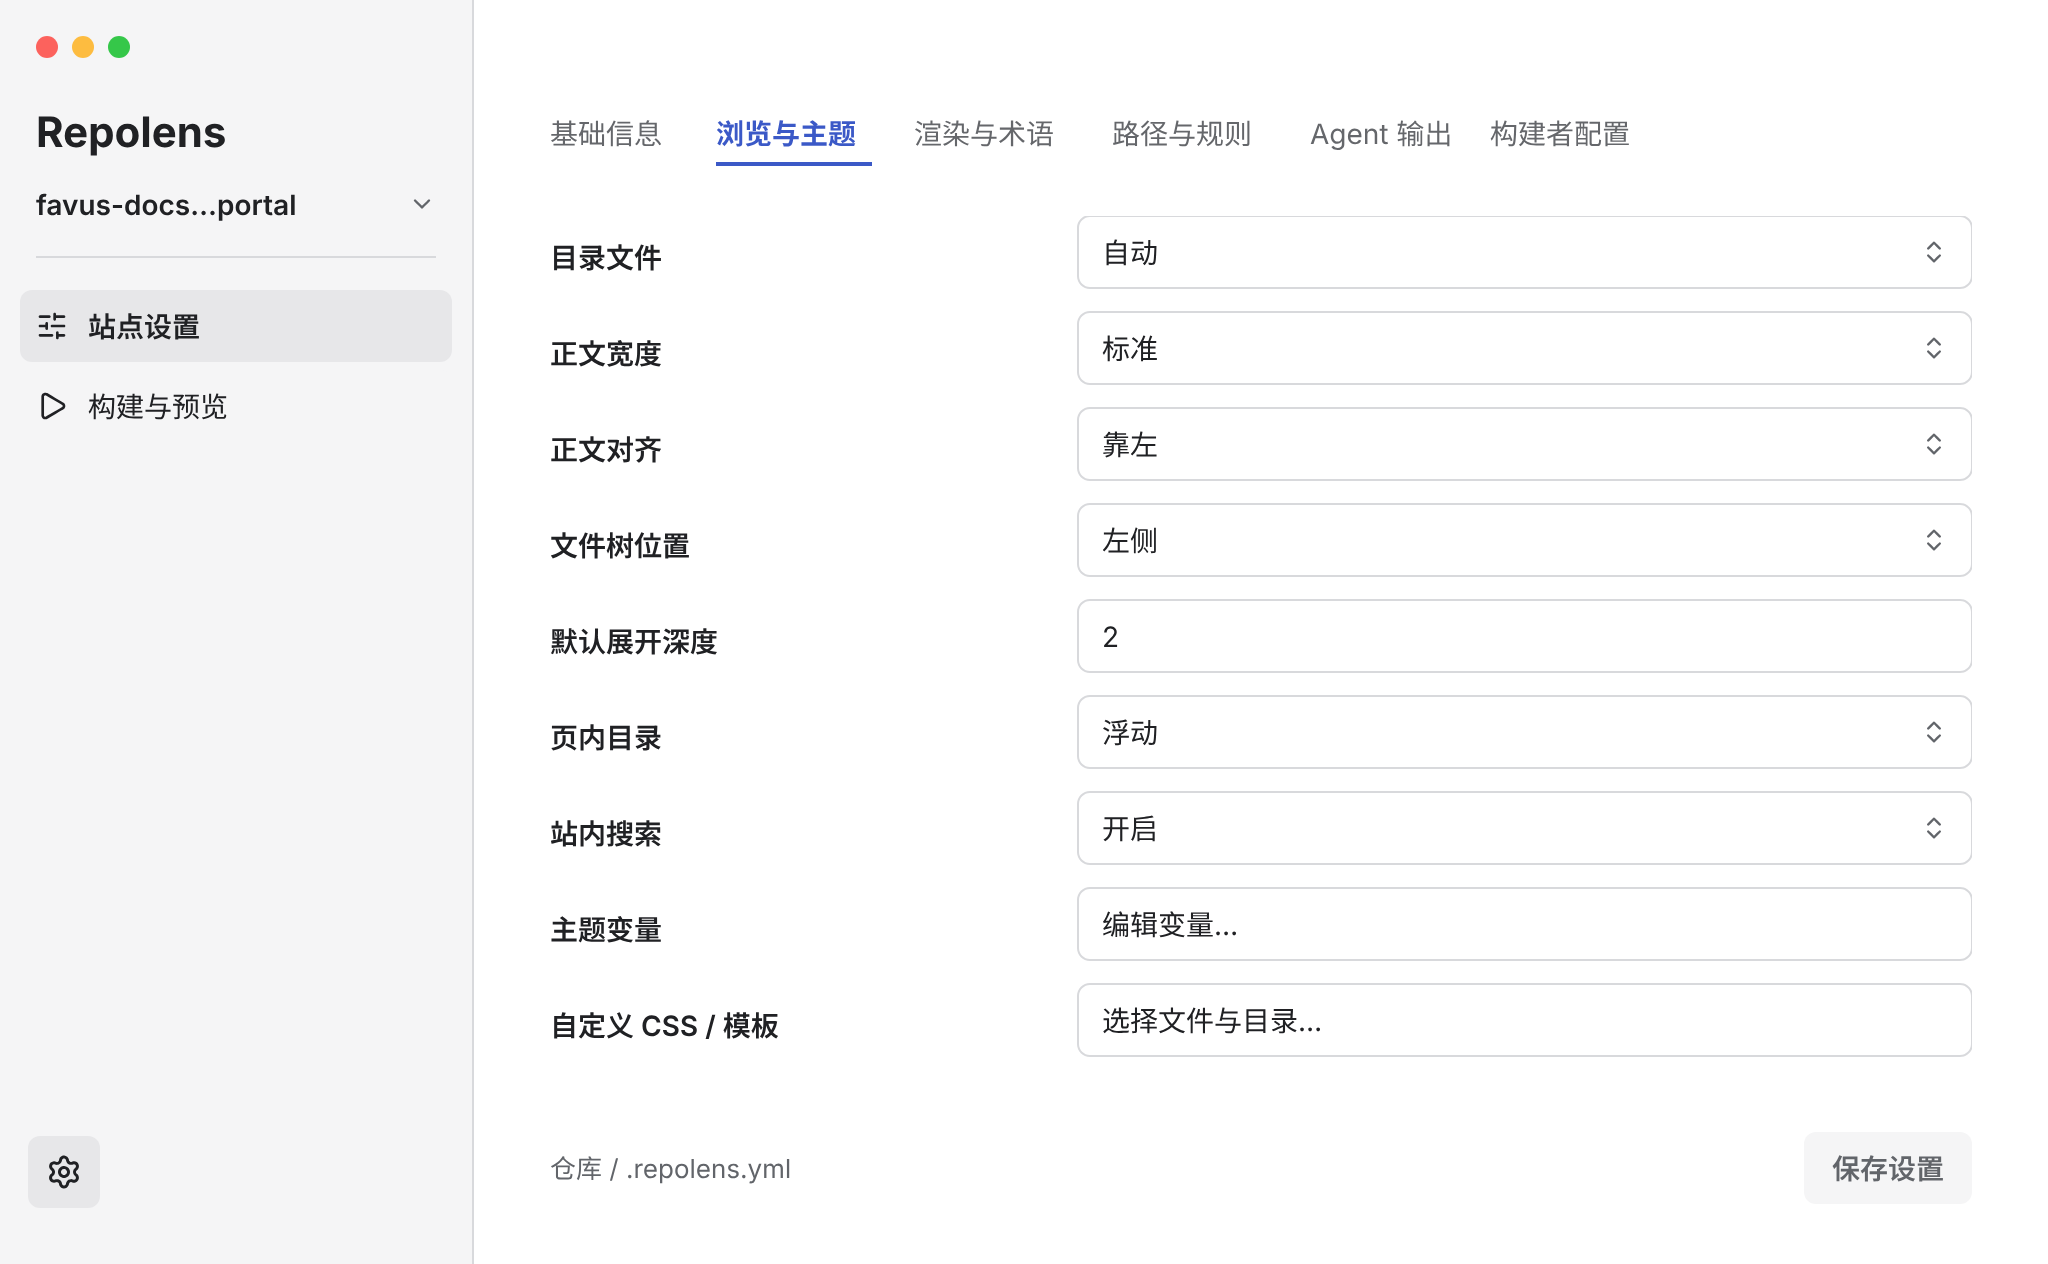 Repolens
favus-docs...portal
站点设置
构建与预览
基础信息 浏览与主题 渲染与术语 路径与规则 Agent 输出 构建者配置
目录文件 自动
正文宽度 标准
正文对齐 靠左
文件树位置 左侧
默认展开深度 2
页内目录 浮动
站内搜索 开启
主题变量 编辑变量...
自定义 CSS / 模板 选择文件与目录...
仓库 / .repolens.yml 保存设置